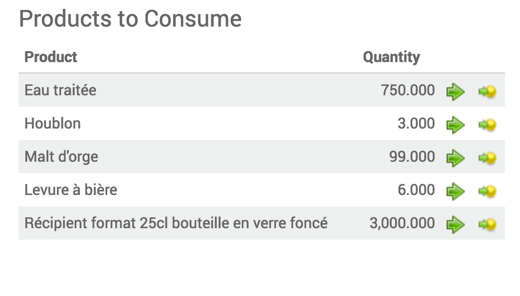 Products to Consume
Product Quantity
Eau traitée 750.000
Houblon 3.000
Malt d'orge 99.000
Levure à bière 6.000
Récipient format 25cl bouteille en verre foncé 3,000.000